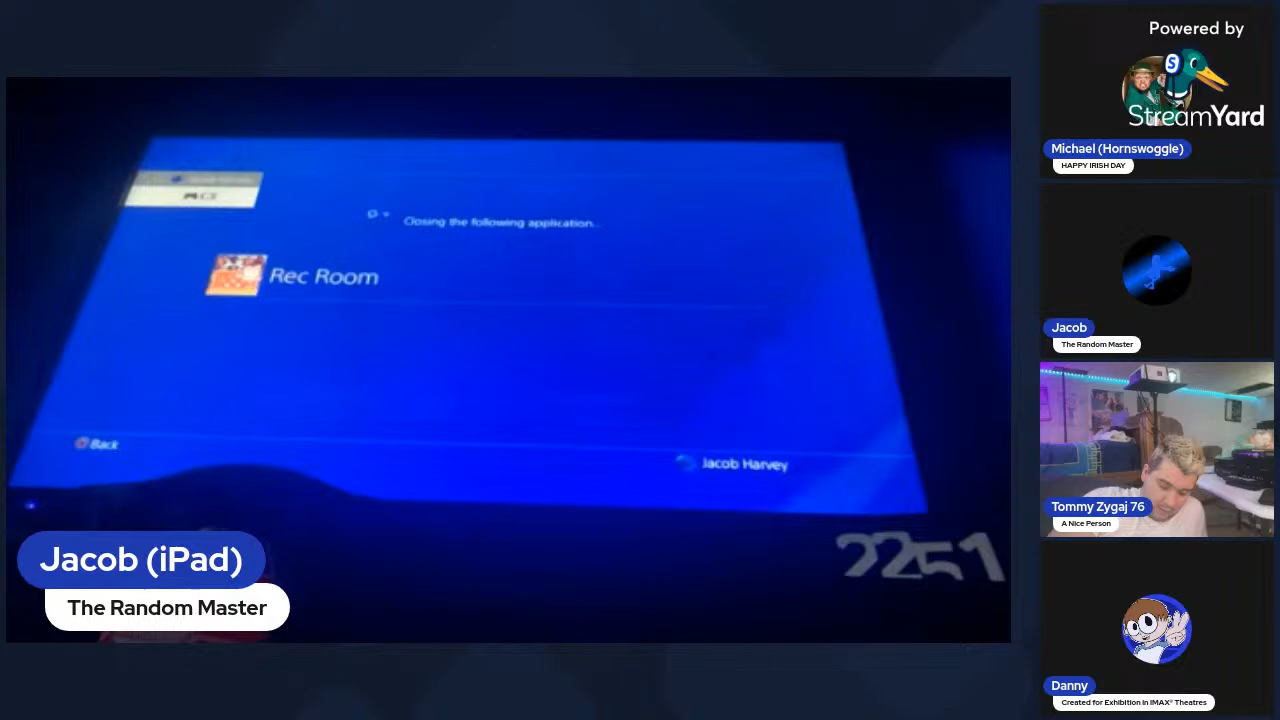 Closing the following application...
Rec Room
Back
Jacob Harvey
2251
Jacob (iPad)
The Random Master
Powered by
S
StreamYard
Michael (Hornswoggle)
HAPPY IRISH DAY
Jacob
The Random Master
Tommy Zygaj 76
A Nice Person
Danny
Created for Exhibition in IMAX® Theatres